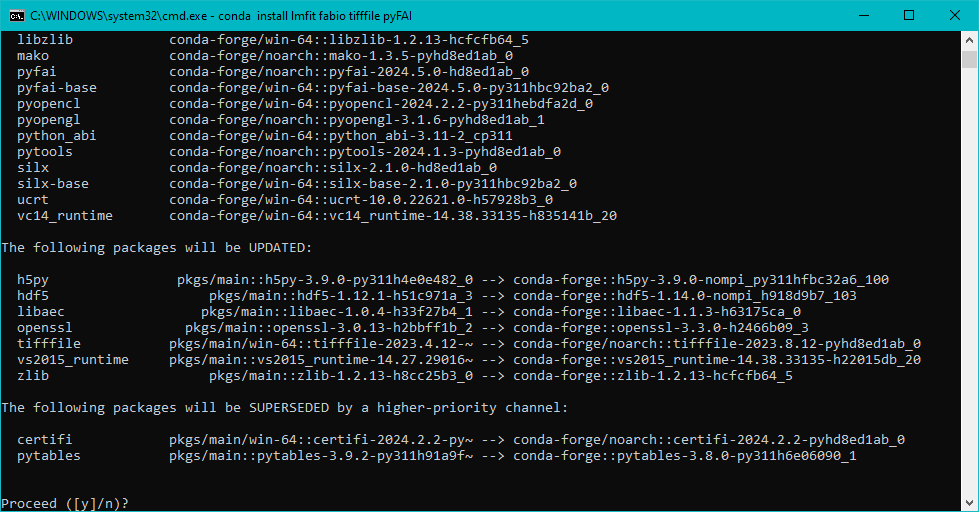 C:\WINDOWS\system32\cmd.exe - conda  install lmfit fabio tifffile pyFAI
libzlib conda-forge/win-64::libzlib-1.2.13-hcfcfb64_5
mako conda-forge/noarch::mako-1.3.5-pyhd8ed1ab_0
pyfai conda-forge/noarch::pyfai-2024.5.0-hd8ed1ab_0
pyfai-base conda-forge/win-64::pyfai-base-2024.5.0-py311hbc92ba2_0
pyopencl conda-forge/win-64::pyopencl-2024.2.2-py311hebdfa2d_0
pyopengl conda-forge/noarch::pyopengl-3.1.6-pyhd8ed1ab_1
python_abi conda-forge/win-64::python_abi-3.11-2_cp311
pytools conda-forge/noarch::pytools-2024.1.3-pyhd8ed1ab_0
silx conda-forge/noarch::silx-2.1.0-hd8ed1ab_0
silx-base conda-forge/win-64::silx-base-2.1.0-py311hbc92ba2_0
ucrt conda-forge/win-64::ucrt-10.0.22621.0-h57928b3_0
vc14_runtime conda-forge/win-64::vc14_runtime-14.38.33135-h835141b_20
The following packages will be UPDATED:
h5py pkgs/main::h5py-3.9.0-py311h4e0e482_0 --> conda-forge::h5py-3.9.0-nompi_py311hfbc32a6_100
hdf5 pkgs/main::hdf5-1.12.1-h51c971a_3 --> conda-forge::hdf5-1.14.0-nompi_h918d9b7_103
libaec pkgs/main::libaec-1.0.4-h33f27b4_1 --> conda-forge::libaec-1.1.3-h63175ca_0
openssl pkgs/main::openssl-3.0.13-h2bbff1b_2 --> conda-forge::openssl-3.3.0-h2466b09_3
tifffile pkgs/main/win-64::tifffile-2023.4.12-~ --> conda-forge/noarch::tifffile-2023.8.12-pyhd8ed1ab_0
vs2015_runtime pkgs/main::vs2015_runtime-14.27.29016~ --> conda-forge::vs2015_runtime-14.38.33135-h22015db_20
zlib pkgs/main::zlib-1.2.13-h8cc25b3_0 --> conda-forge::zlib-1.2.13-hcfcfb64_5
The following packages will be SUPERSEDED by a higher-priority channel:
certifi pkgs/main/win-64::certifi-2024.2.2-py~ --> conda-forge/noarch::certifi-2024.2.2-pyhd8ed1ab_0
pytables pkgs/main::pytables-3.9.2-py311h91a9f~ --> conda-forge::pytables-3.8.0-py311h6e06090_1
Proceed ([y]/n)?